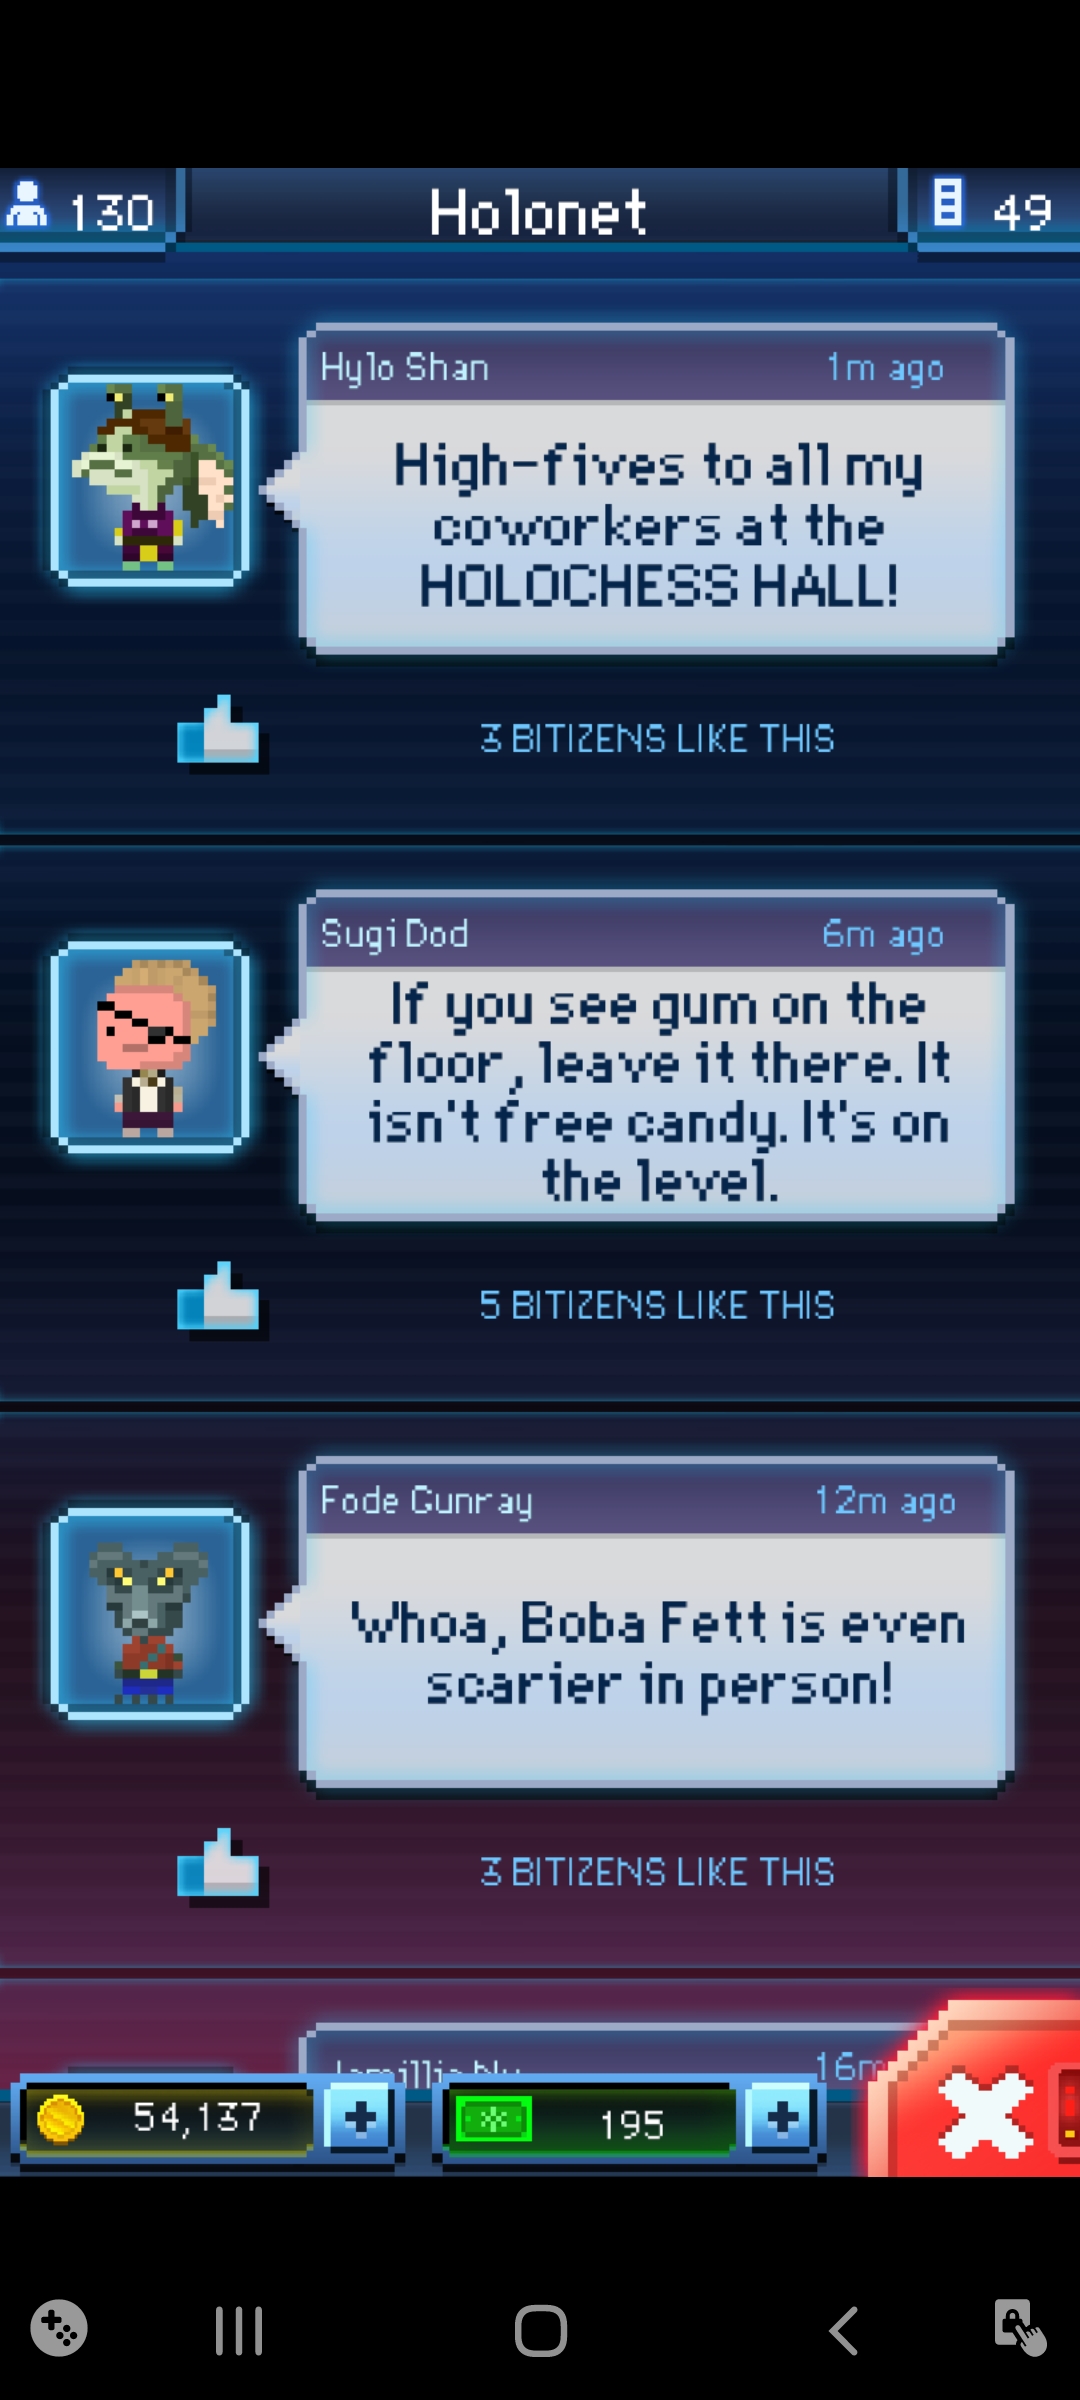 130
Holonet
49
Hylo Shan
1m ago
High-fives to all my
coworkers at the
HOLOCHESS HALL!
3 BITIZENS LIKE THIS
Sugi Dod
6m ago
If you see gum on the
floor, leave it there. It
isn't free candy. It's on
the level.
5 BITIZENS LIKE THIS
Fode Gunray
12m ago
Whoa, Boba Fett is even
scarier in person!
3 BITIZENS LIKE THIS
16m
54,137
195